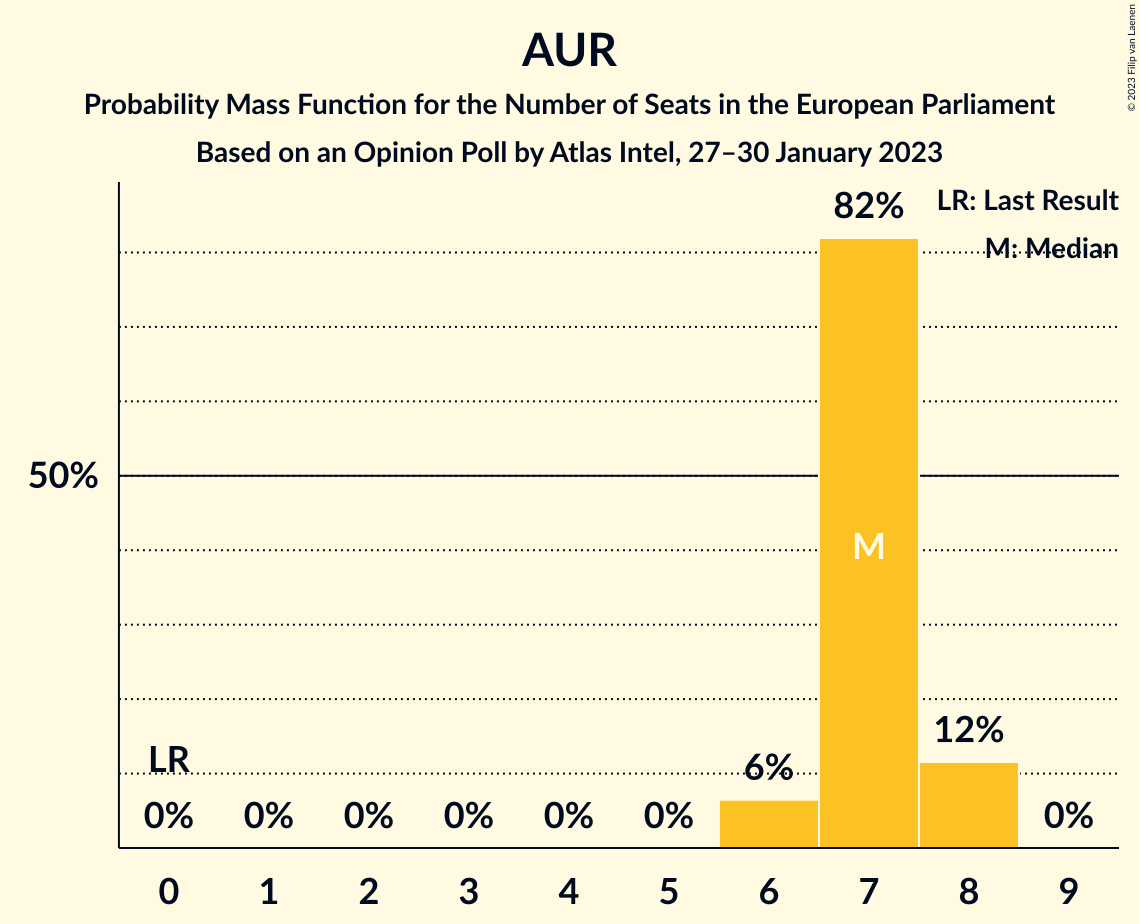 AUR
Probability Mass Function for the Number of Seats in the European Parliament
Based on an Opinion Poll by Atlas Intel, 27–30 January 2023
© 2023 Filip van Laenen
LR: Last Result
M: Median
82%
50%
M
LR
12%
6%
0% 0% 0% 0% 0% 0% 0%
0 1 2 3 4 5 6 7 8 9